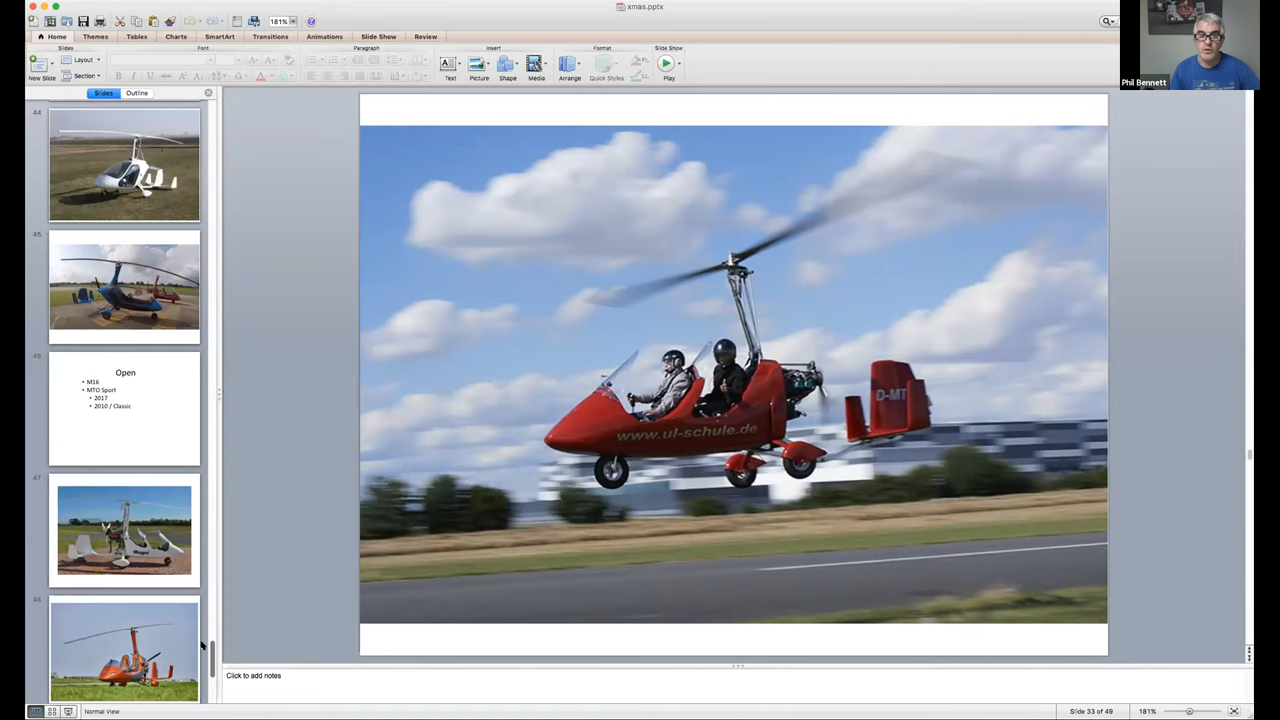 xmas.pptx
181%
Home Themes Tables Charts SmartArt Transitions Animations Slide Show Review
Slides Font Paragraph Insert Format Slide Show
New Slide Layout Section Text Picture Shape Media Arrange Quick Styles Play
Phil Bennett
Slides Outline
44
45
46
Open
• M16
• MTO Sport
• 2017
• 2010 / Classic
47
48
D-MT
www.ul-schule.de
Click to add notes
Normal View
Slide 33 of 49
181%